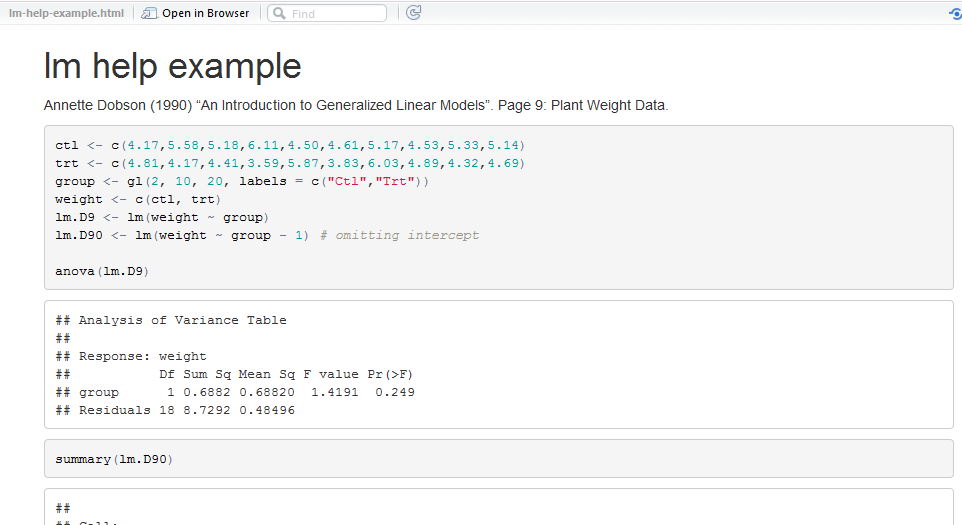 lm-help-example.html Open in Browser Find
lm help example
Annette Dobson (1990) “An Introduction to Generalized Linear Models”. Page 9: Plant Weight Data.
ctl <- c(4.17,5.58,5.18,6.11,4.50,4.61,5.17,4.53,5.33,5.14)
trt <- c(4.81,4.17,4.41,3.59,5.87,3.83,6.03,4.89,4.32,4.69)
group <- gl(2, 10, 20, labels = c("Ctl","Trt"))
weight <- c(ctl, trt)
lm.D9 <- lm(weight ~ group)
lm.D90 <- lm(weight ~ group - 1) # omitting intercept
anova(lm.D9)
## Analysis of Variance Table
##
## Response: weight
##           Df Sum Sq Mean Sq F value Pr(>F)
## group      1 0.6882 0.68820  1.4191  0.249
## Residuals 18 8.7292 0.48496
summary(lm.D90)
##
## Call: